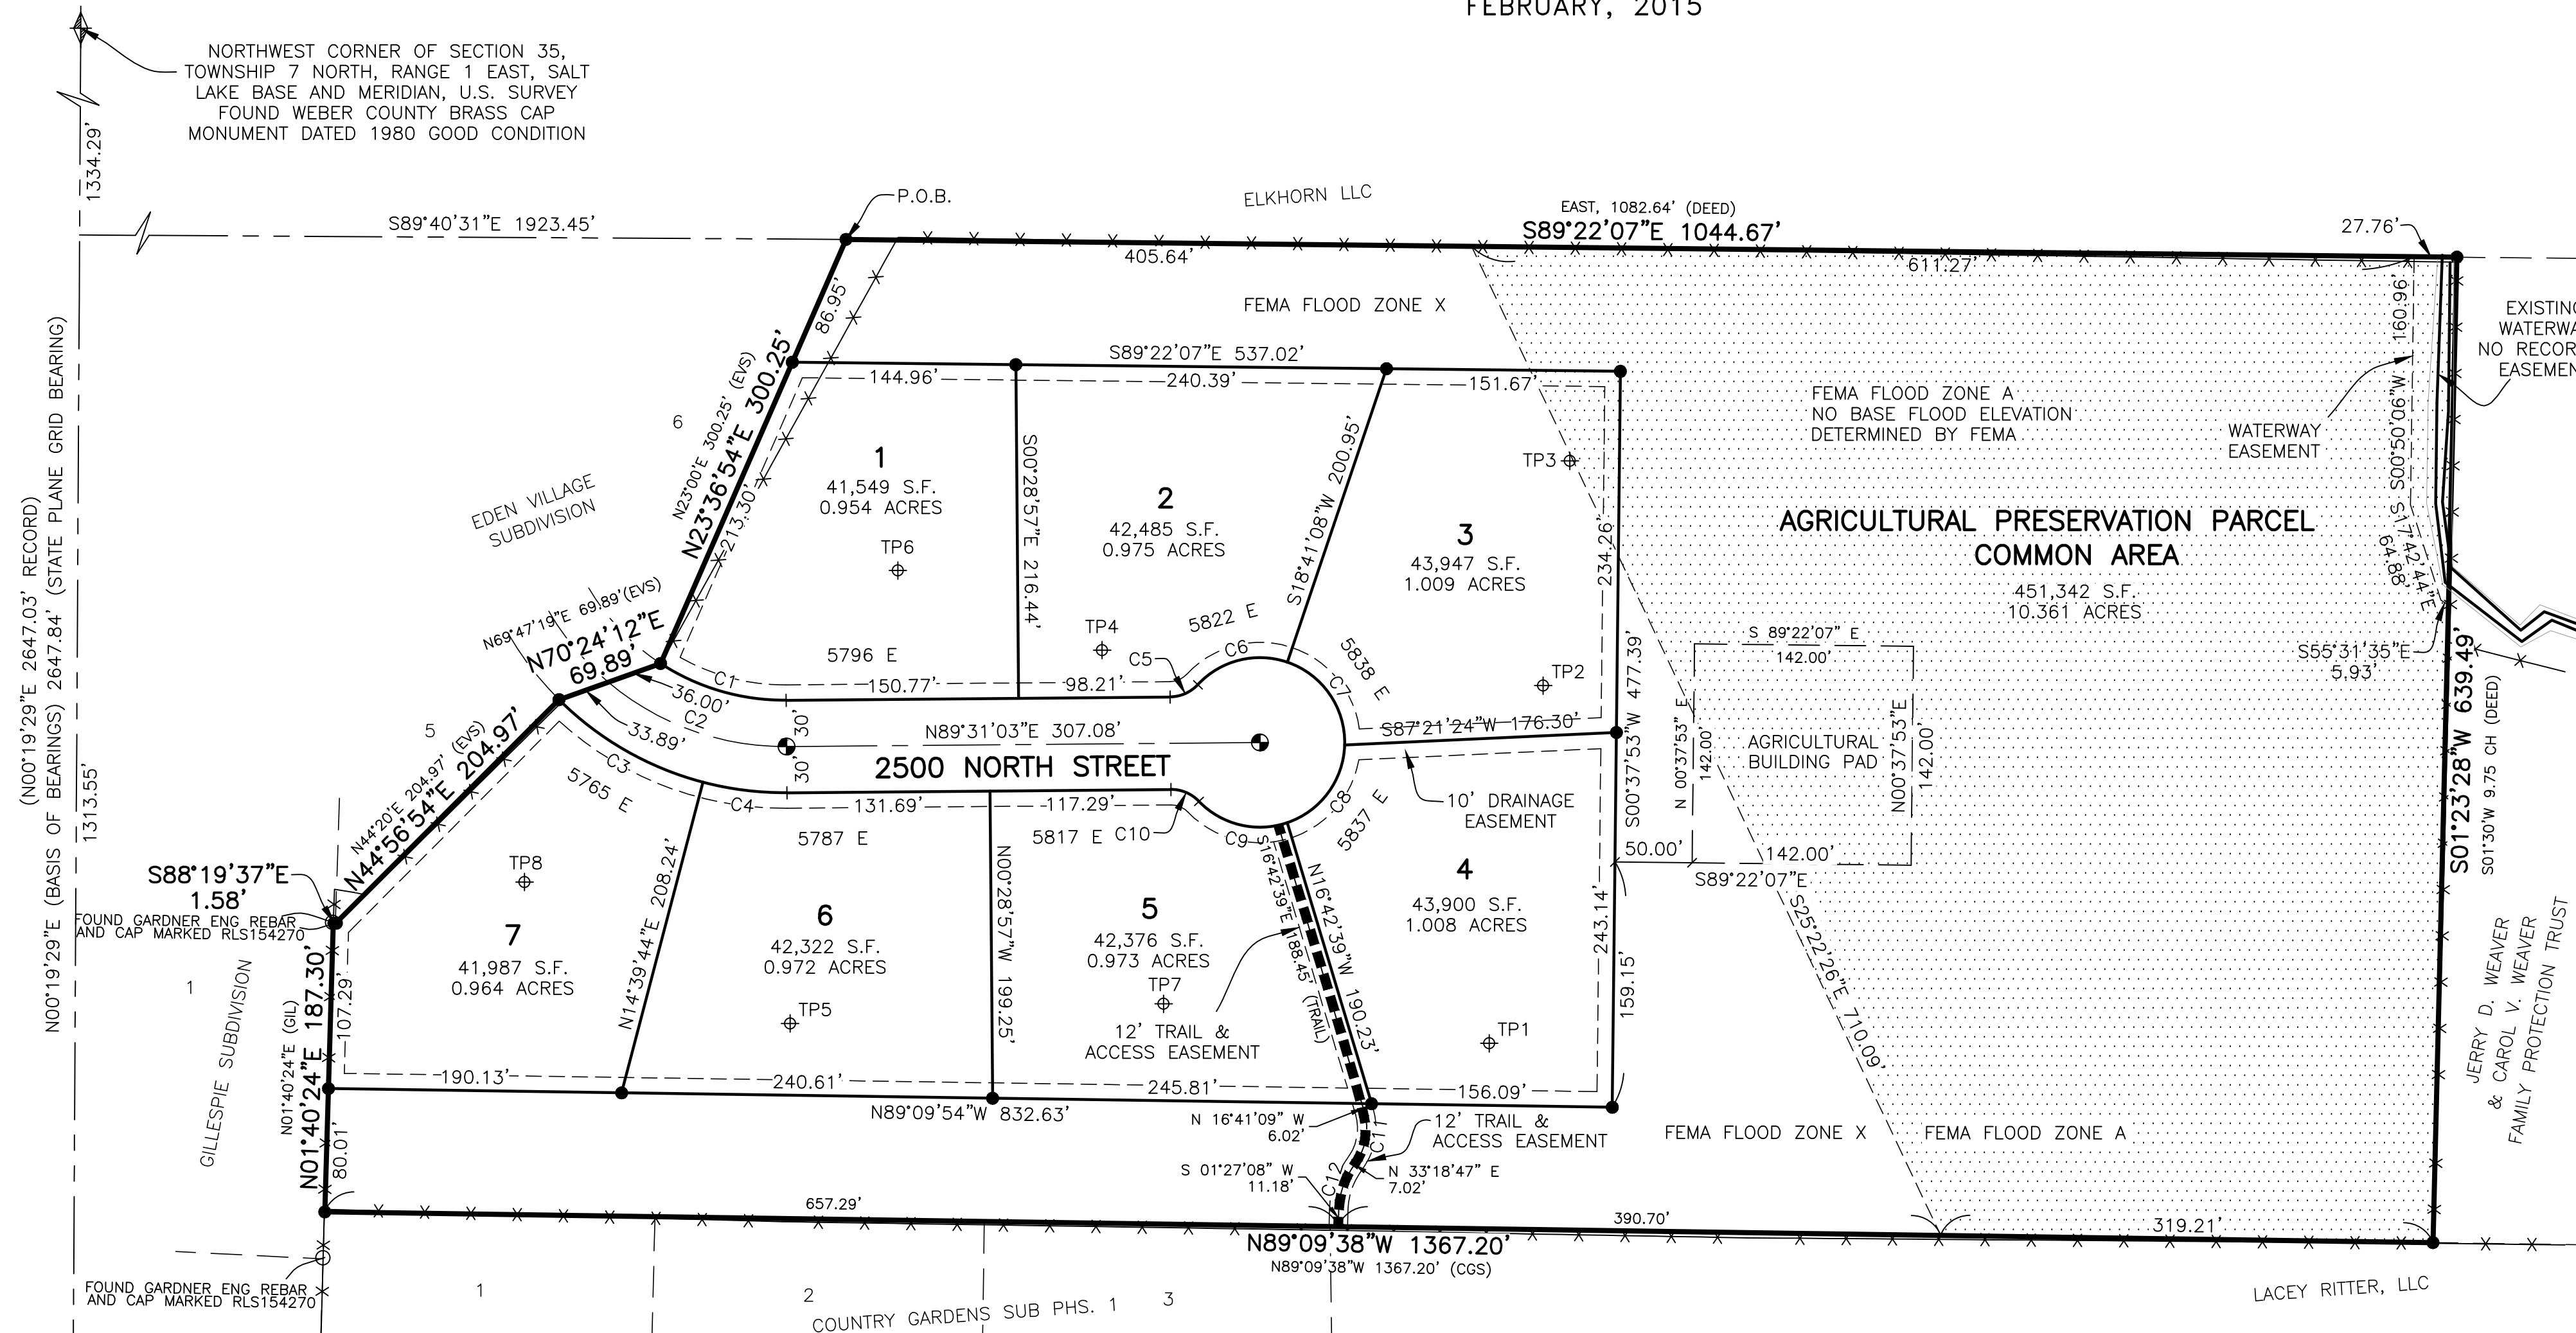 FEBRUARY, 2015
NORTHWEST CORNER OF SECTION 35,
TOWNSHIP 7 NORTH, RANGE 1 EAST, SALT
LAKE BASE AND MERIDIAN, U.S. SURVEY
FOUND WEBER COUNTY BRASS CAP
MONUMENT DATED 1980 GOOD CONDITION
1334.29'
S89°40'31"E 1923.45'
P.O.B.
ELKHORN LLC
EAST, 1082.64' (DEED)
S89°22'07"E 1044.67'
27.76'
405.64'
611.27'
86.95'
FEMA FLOOD ZONE X
160.96'
S00°50'06"W
EXISTING
NO RECOR
EASEMEN
S89°22'07"E 537.02'
144.96'
240.39'
151.67'
FEMA FLOOD ZONE A
NO BASE FLOOD ELEVATION
DETERMINED BY FEMA
WATERWAY
EASEMENT
(N00°19'29"E 2647.03' RECORD)
N00°19'29"E (BASIS OF BEARINGS) 2647.84' (STATE PLANE GRID BEARING)
1313.55'
6
N23°00'E 300.25' (EVS)
N23°36'54"E 300.25'
213.30'
EDEN VILLAGE
SUBDIVISION
1
41,549 S.F.
0.954 ACRES
TP6
S00°28'57"E 216.44'
2
42,485 S.F.
0.975 ACRES
TP4
S18°41'08"W 200.95'
TP3
3
43,947 S.F.
1.009 ACRES
TP2
234.26'
AGRICULTURAL PRESERVATION PARCEL
COMMON AREA
451,342 S.F.
10.361 ACRES
S17°42'44"E
64.88'
S55°31'35"E
5.93'
N69°47'19"E 69.89'(EVS)
N70°24'12"E
69.89'
36.00'
33.89'
C1
C2
C3
C4
5796 E
150.77'
98.21'
C5
5822 E
C6
5838 E
C7
30'
30'
N89°31'03"E 307.08'
2500 NORTH STREET
S87°21'24"W 176.30'
10' DRAINAGE
EASEMENT
S00°37'53"W 477.39'
S 89°22'07" E
142.00'
N 00°37'53" E
142.00'
AGRICULTURAL
BUILDING PAD
N00°37'53"E
142.00'
50.00'
142.00'
S89°22'07"E
S01°23'28"W 639.49'
S01°30'W 9.75 CH (DEED)
5
N44°20'E 204.97' (EVS)
N44°56'54"E 204.97'
5765 E
131.69'
117.29'
5787 E
5817 E
C10
C9
C8
5837 E
S88°19'37"E
1.58'
FOUND GARDNER ENG REBAR
AND CAP MARKED RLS154270
TP8
7
41,987 S.F.
0.964 ACRES
N14°39'44"E 208.24'
6
42,322 S.F.
0.972 ACRES
TP5
N00°28'57"W 199.25'
5
42,376 S.F.
0.973 ACRES
TP7
12' TRAIL &
ACCESS EASEMENT
S16°42'39"E 188.45' (TRAIL)
N16°42'39"W 190.23'
4
43,900 S.F.
1.008 ACRES
TP1
243.14'
159.15'
S25°22'26"E 710.09'
1
GILLESPIE SUBDIVISION
N01°40'24"E (GIL)
N01°40'24"E 187.30'
107.29'
80.01'
190.13'
240.61'
245.81'
156.09'
N89°09'54"W 832.63'
N 16°41'09" W
6.02'
C11
12' TRAIL &
ACCESS EASEMENT
C12
S 01°27'08" W
11.18'
N 33°18'47" E
7.02'
FEMA FLOOD ZONE X
FEMA FLOOD ZONE A
JERRY D. WEAVER
& CAROL V. WEAVER
FAMILY PROTECTION TRUST
657.29'
390.70'
319.21'
N89°09'38"W 1367.20'
N89°09'38"W 1367.20' (CGS)
FOUND GARDNER ENG REBAR
AND CAP MARKED RLS154270
1
2
3
COUNTRY GARDENS SUB PHS. 1
LACEY RITTER, LLC